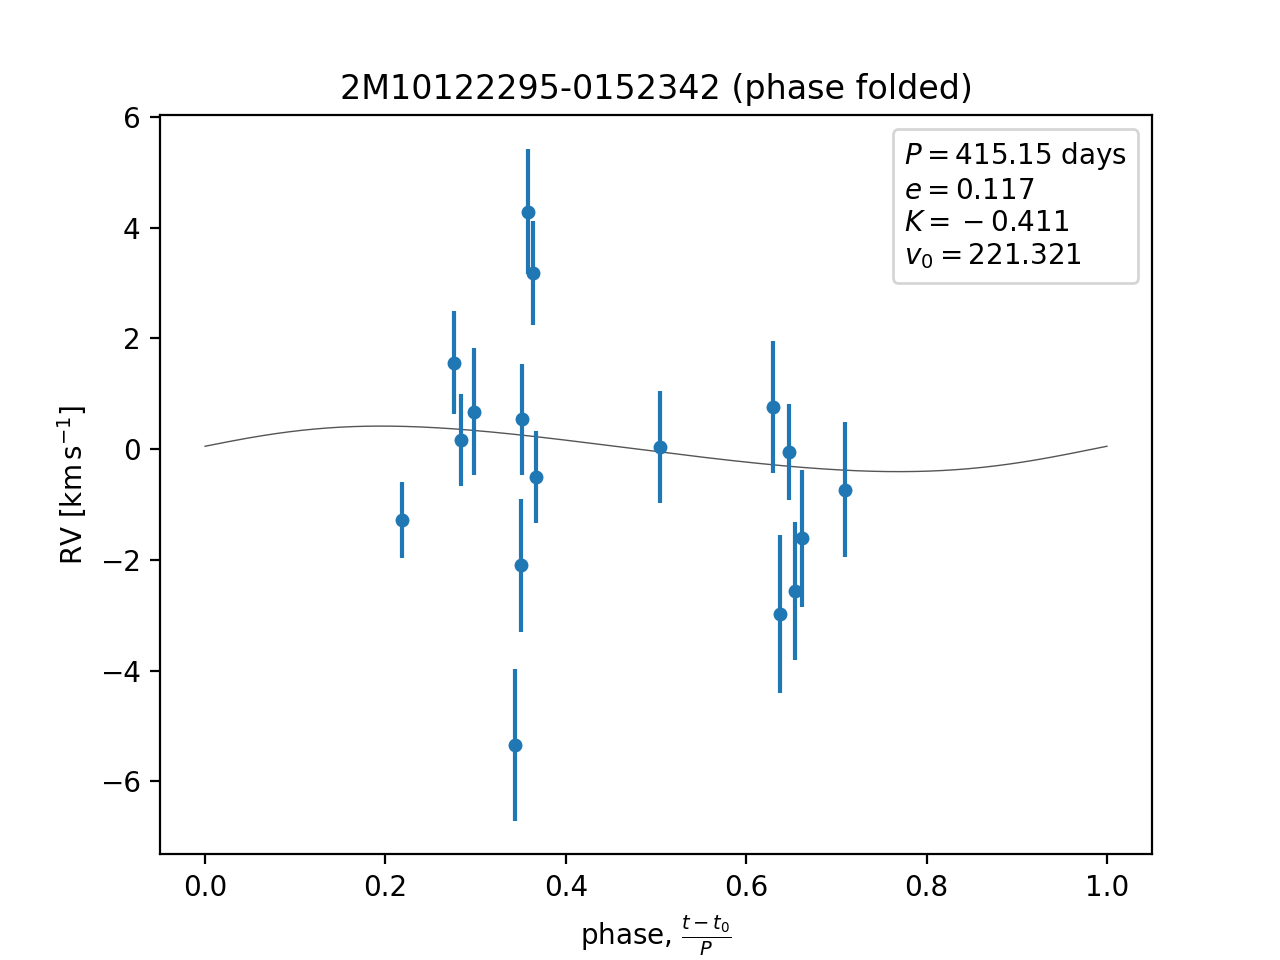 2M10122295-0152342 (phase folded)
P = 415.15 days
e = 0.117
K = −0.411
v₀ = 221.321
6
4
2
0
−2
−4
−6
RV [km s⁻¹]
0.0 0.2 0.4 0.6 0.8 1.0
phase, (t − t₀)/P